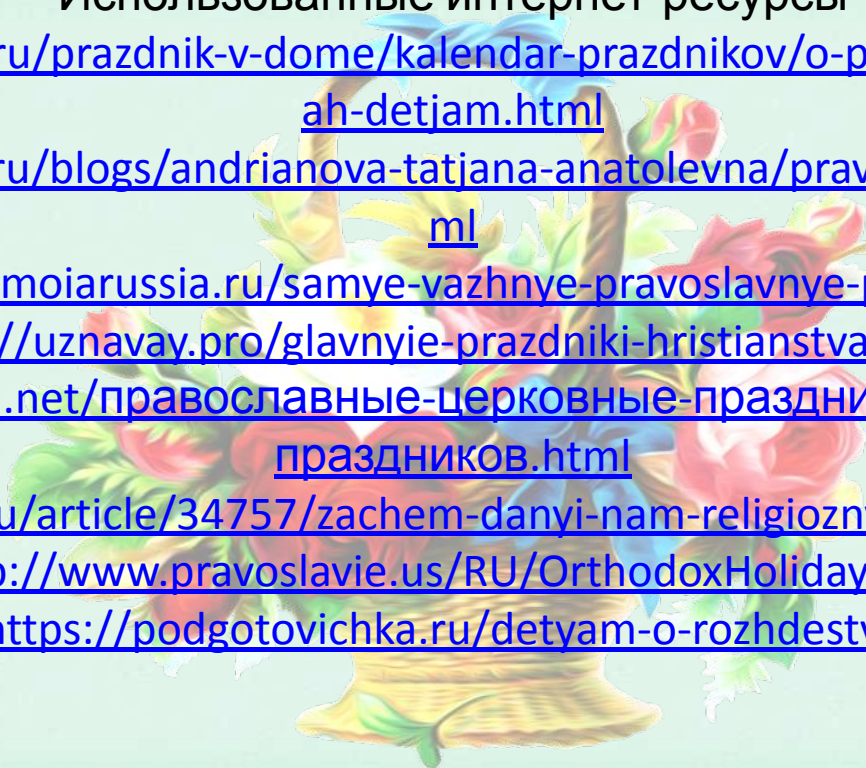 Использованные интернет ресурсы
ru/prazdnik-v-dome/kalendar-prazdnikov/o-p
ah-detjam.html
ru/blogs/andrianova-tatjana-anatolevna/prav
ml
moiarussia.ru/samye-vazhnye-pravoslavnye-
//uznavay.pro/glavnyie-prazdniki-hristianstva
.net/православные-церковные-праздни
праздников.html
u/article/34757/zachem-danyi-nam-religiozn
://www.pravoslavie.us/RU/OrthodoxHoliday
ttps://podgotovichka.ru/detyam-o-rozhdest